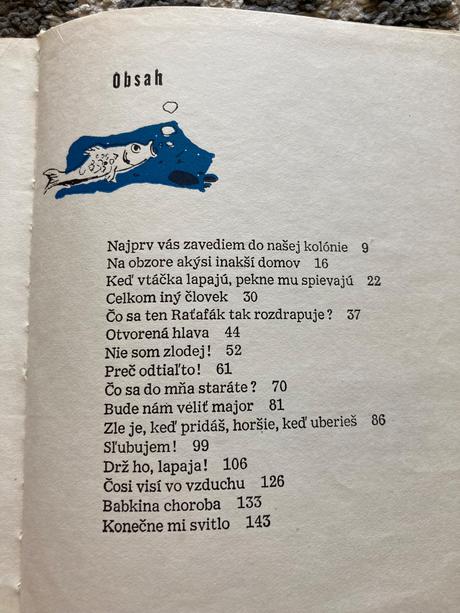 Obsah
Najprv vás zavediem do našej kolónie 9
Na obzore akýsi inakší domov 16
Keď vtáčka lapajú, pekne mu spievajú 22
Celkom iný človek 30
Čo sa ten Raťafák tak rozdrapuje? 37
Otvorená hlava 44
Nie som zlodej! 52
Preč odtiaľto! 61
Čo sa do mňa staráte? 70
Bude nám véliť major 81
Zle je, keď pridáš, horšie, keď uberieš 86
Sľubujem! 99
Drž ho, lapaja! 106
Čosi visí vo vzduchu 126
Babkina choroba 133
Konečne mi svitlo 143